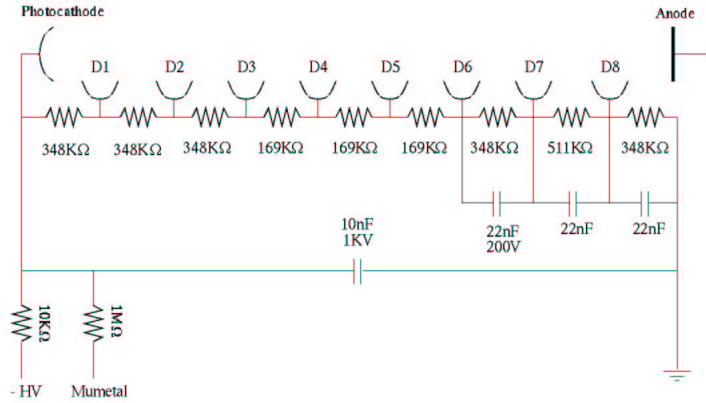 Photocathode
Anode
D1 D2 D3 D4 D5 D6 D7 D8
348KΩ 348KΩ 348KΩ 169KΩ 169KΩ 169KΩ 348KΩ 511KΩ 348KΩ
10nF
1KV
22nF
200V
22nF
22nF
10KΩ
1MΩ
- HV
Mumetal